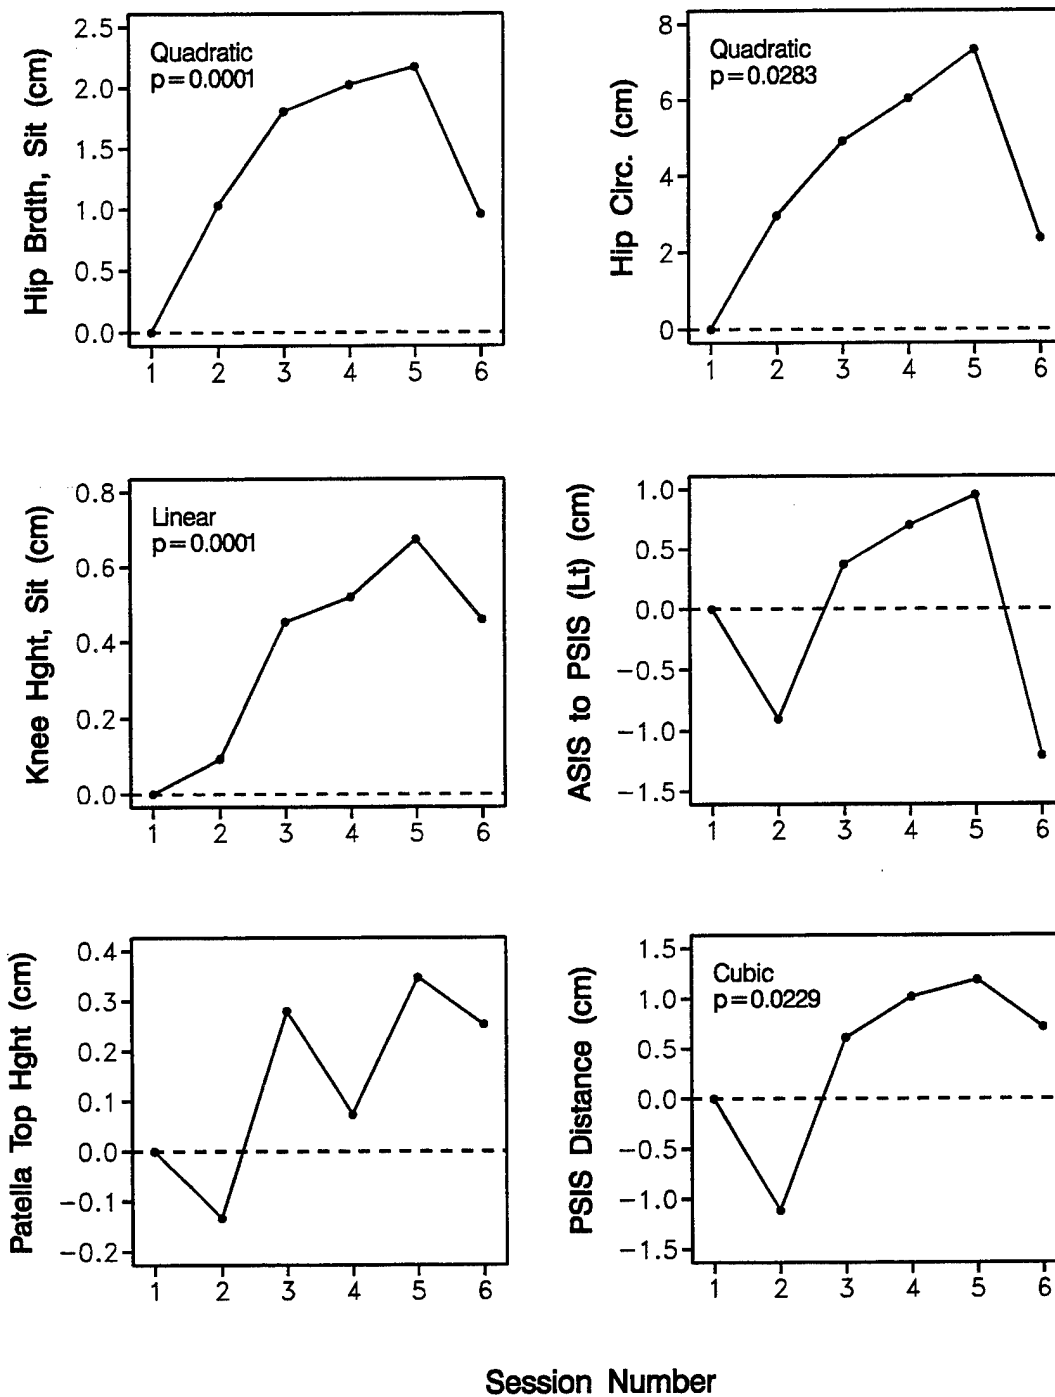 Hip Brdth, Sit (cm)
2.5
2.0
1.5
1.0
0.5
0.0
Quadratic
p=0.0001
1 2 3 4 5 6
Hip Circ. (cm)
8
6
4
2
0
Quadratic
p=0.0283
1 2 3 4 5 6
Knee Hght, Sit (cm)
0.8
0.6
0.4
0.2
0.0
Linear
p=0.0001
1 2 3 4 5 6
ASIS to PSIS (Lt) (cm)
1.0
0.5
0.0
−0.5
−1.0
−1.5
1 2 3 4 5 6
Patella Top Hght (cm)
0.4
0.3
0.2
0.1
0.0
−0.1
−0.2
1 2 3 4 5 6
PSIS Distance (cm)
1.5
1.0
0.5
0.0
−0.5
−1.0
−1.5
Cubic
p=0.0229
1 2 3 4 5 6
Session Number